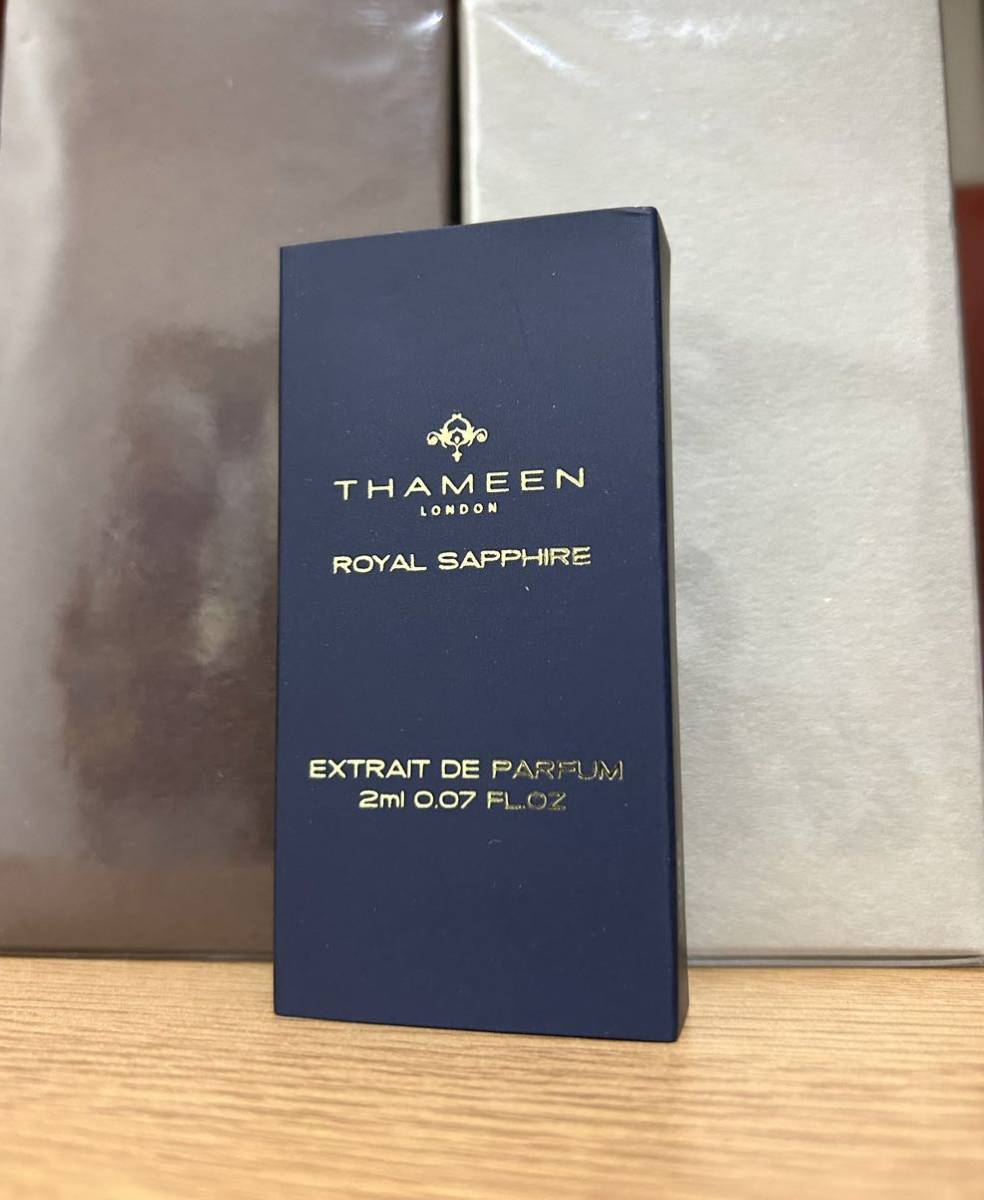 THAMEEN
LONDON
ROYAL SAPPHIRE
EXTRAIT DE PARFUM
2ml 0.07 FL.OZ